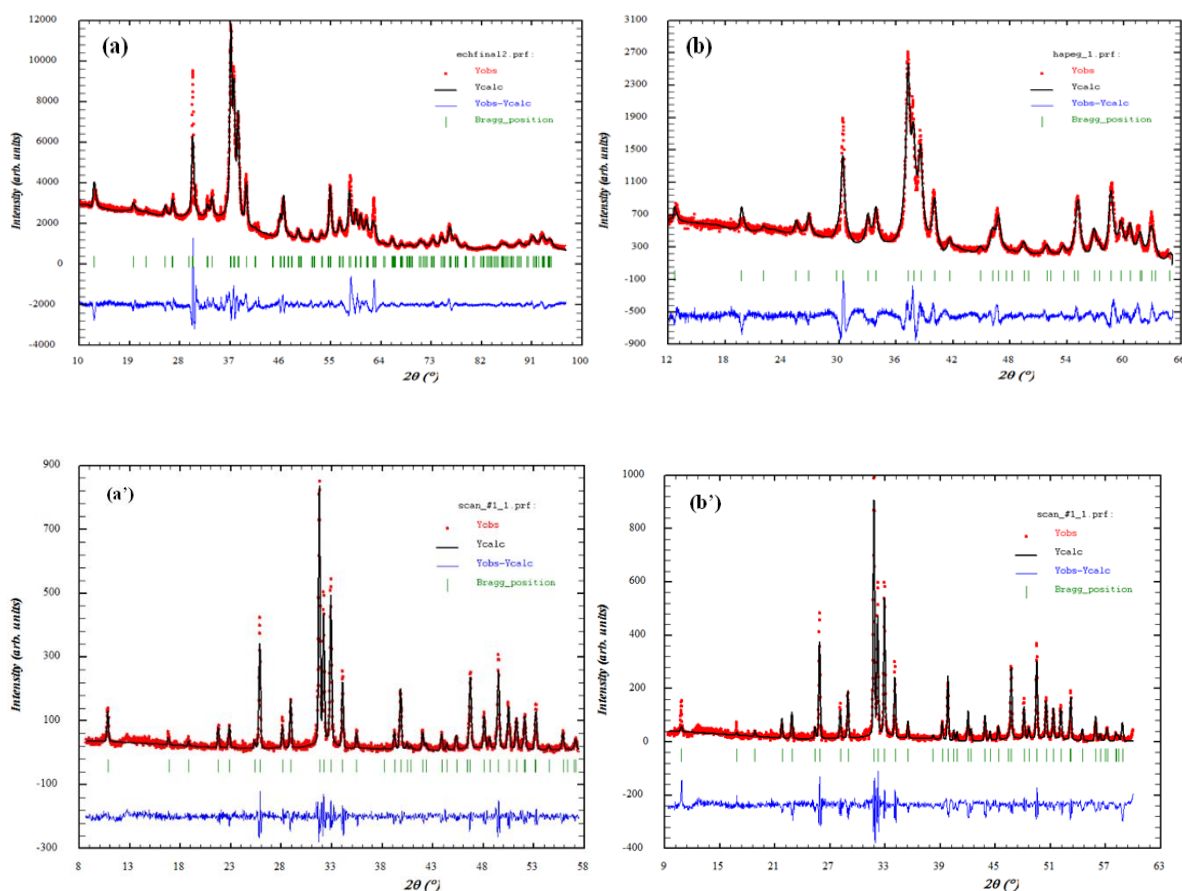 (a)
echfinal2.prf:
Yobs
Ycalc
Yobs-Ycalc
Bragg_position
Intensity (arb. units)
12000
10000
8000
6000
4000
2000
0
-2000
-4000
10 19 28 37 46 55 64 73 82 91 100
2θ (°)
(b)
hapeg_1.prf:
Yobs
Ycalc
Yobs-Ycalc
Bragg_position
Intensity (arb. units)
3100
2700
2300
1900
1500
1100
700
300
-100
-500
-900
12 18 24 30 36 42 48 54 60 66
2θ (°)
(a')
scan_#1_1.prf:
Yobs
Ycalc
Yobs-Ycalc
Bragg_position
Intensity (arb. units)
900
700
500
300
100
-100
-300
8 13 18 23 28 33 38 43 48 53 58
2θ (°)
(b')
scan_#1_1.prf:
Yobs
Ycalc
Yobs-Ycalc
Bragg_position
Intensity (arb. units)
1000
800
600
400
200
0
-200
-400
9 15 21 27 33 39 45 51 57 63
2θ (°)